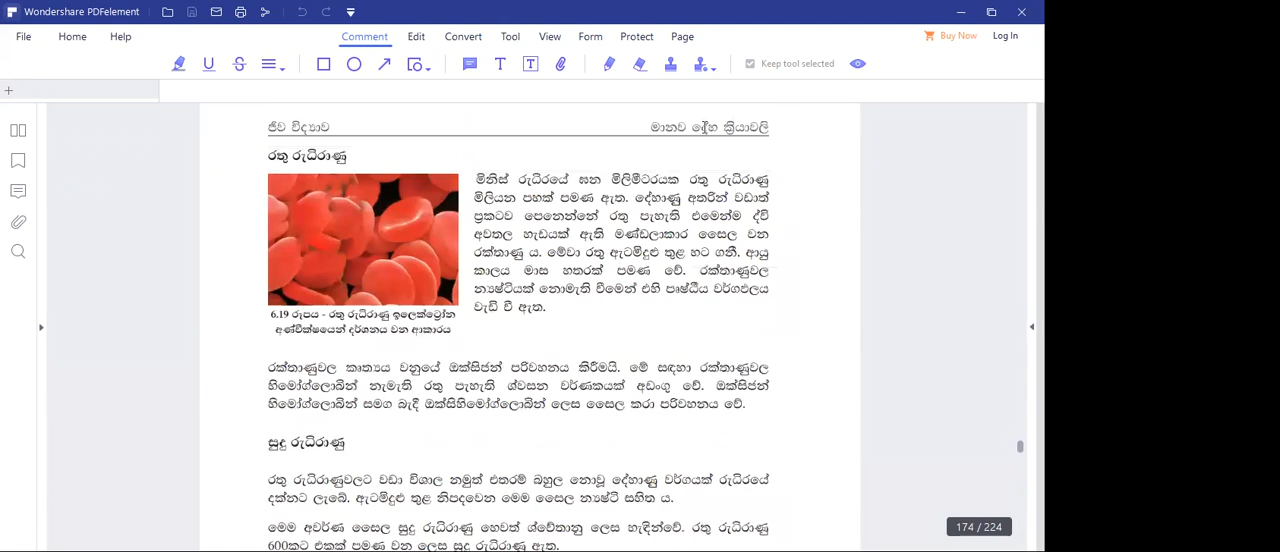 Wondershare PDFelement
File Home Help Comment Edit Convert Tool View Form Protect Page Buy Now Log In
Keep tool selected
ජීව විද්‍යාව මානව දේහ ක්‍රියාවලි
රතු රුධිරාණු
මිනිස් රුධිරයේ ඝන මිලිමීටරයක රතු රුධිරාණු
මිලියන පහක් පමණ ඇත. දේහාණු අතරින් වඩාත්
ප්‍රකටව පෙනෙන්නේ රතු පැහැති එමෙන්ම ද්වි
අවතල හැඩයක් ඇති මණ්ඩලාකාර සෛල වන
රක්තාණු ය. මේවා රතු ඇටමිදුළු තුළ හට ගනී. ආයු
කාලය මාස හතරක් පමණ වේ. රක්තාණුවල
න්‍යෂ්ටියක් නොමැති වීමෙන් එහි පෘෂ්ඨීය වර්ගඵලය
වැඩි වී ඇත.
6.19 රූපය - රතු රුධිරාණු ඉලෙක්ට්‍රෝන
අණ්වීක්ෂයෙන් දර්ශනය වන ආකාරය
රක්තාණුවල කෘත්‍යය වනුයේ ඔක්සිජන් පරිවහනය කිරීමයි. මේ සඳහා රක්තාණුවල
හිමෝග්ලොබින් නැමැති රතු පැහැති ශ්වසන වර්ණකයක් අඩංගු වේ. ඔක්සිජන්
හිමෝග්ලොබින් සමග බැඳී ඔක්සිහිමෝග්ලොබින් ලෙස සෛල කරා පරිවහනය වේ.
සුදු රුධිරාණු
රතු රුධිරාණුවලට වඩා විශාල නමුත් එතරම් බහුල නොවූ දේහාණු වර්ගයක් රුධිරයේ
දක්නට ලැබේ. ඇටමිදුළු තුළ නිපදවෙන මෙම සෛල න්‍යෂ්ටි සහිත ය.
මෙම අවර්ණ සෛල සුදු රුධිරාණු හෙවත් ශ්වේතානු ලෙස හැඳින්වේ. රතු රුධිරාණු
600කට එකක් පමණ වන ලෙස සුදු රුධිරාණු ඇත.
174 / 224